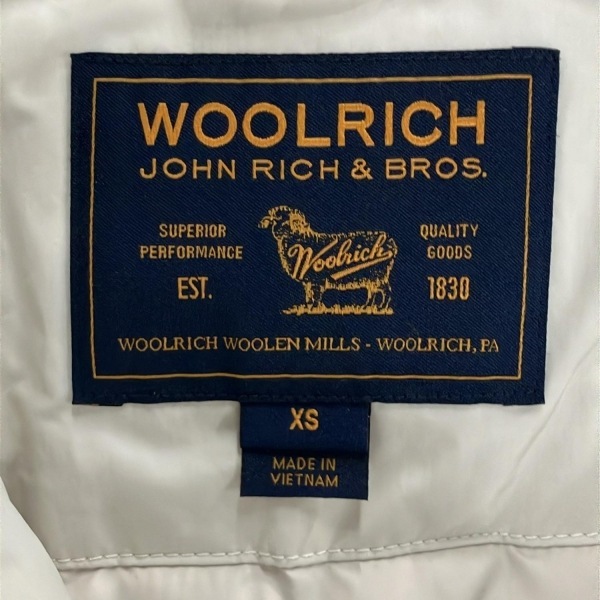 WOOLRICH
JOHN RICH & BROS.
SUPERIOR
PERFORMANCE
EST.
Woolrich
QUALITY
GOODS
1830
WOOLRICH WOOLEN MILLS - WOOLRICH, PA
XS
MADE IN
VIETNAM